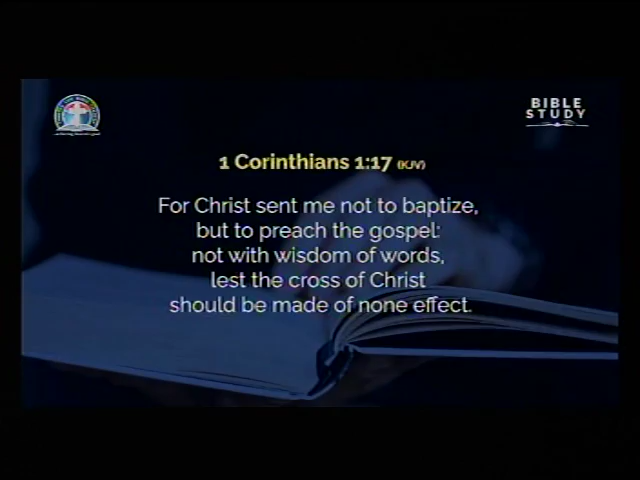 BIBLE
STUDY
1 Corinthians 1:17 (KJV)
For Christ sent me not to baptize,
but to preach the gospel:
not with wisdom of words,
lest the cross of Christ
should be made of none effect.